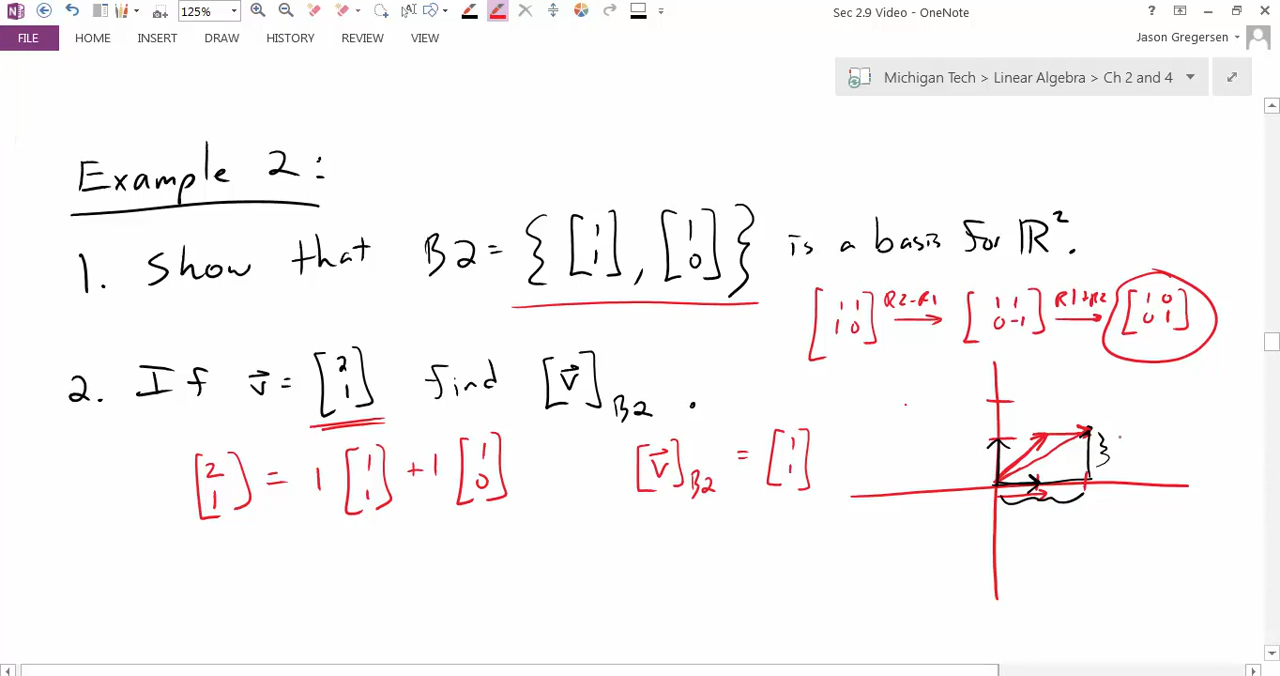 125%
Sec 2.9 Video - OneNote
FILE HOME INSERT DRAW HISTORY REVIEW VIEW
Jason Gregersen
Michigan Tech > Linear Algebra > Ch 2 and 4
Example 2:
1. Show that B2 = { [1 1], [1 0] } is a basis for ℝ².
[1 1 1 0] R2-R1 → [1 1 0 -1] R1+R2 → [1 0 0 1]
2. If v⃗ = [2 1] find [v⃗]B2 .
[2 1] = 1 [1 1] + 1 [1 0] [v⃗]B2 = [1 1]